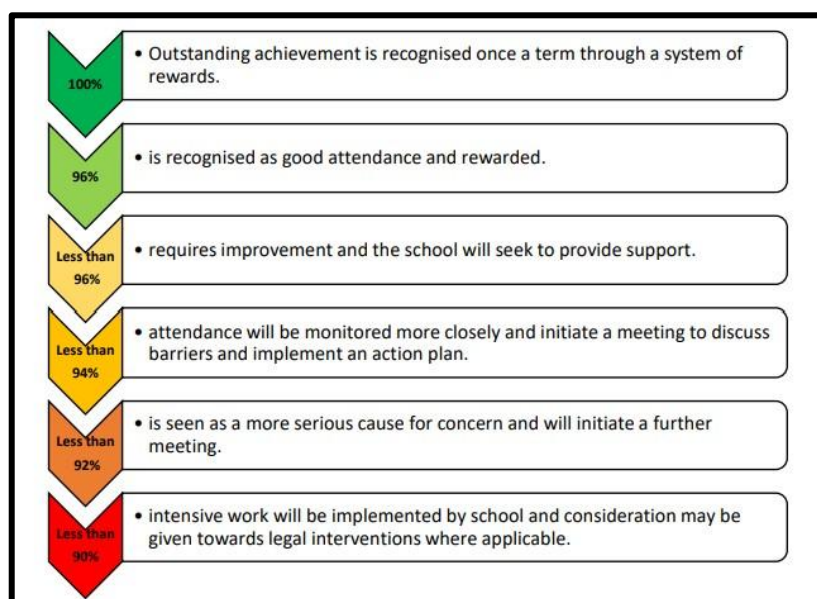 100%
• Outstanding achievement is recognised once a term through a system of
rewards.
96%
• is recognised as good attendance and rewarded.
Less than
96%
• requires improvement and the school will seek to provide support.
Less than
94%
• attendance will be monitored more closely and initiate a meeting to discuss
barriers and implement an action plan.
Less than
92%
• is seen as a more serious cause for concern and will initiate a further
meeting.
Less than
90%
• intensive work will be implemented by school and consideration may be
given towards legal interventions where applicable.